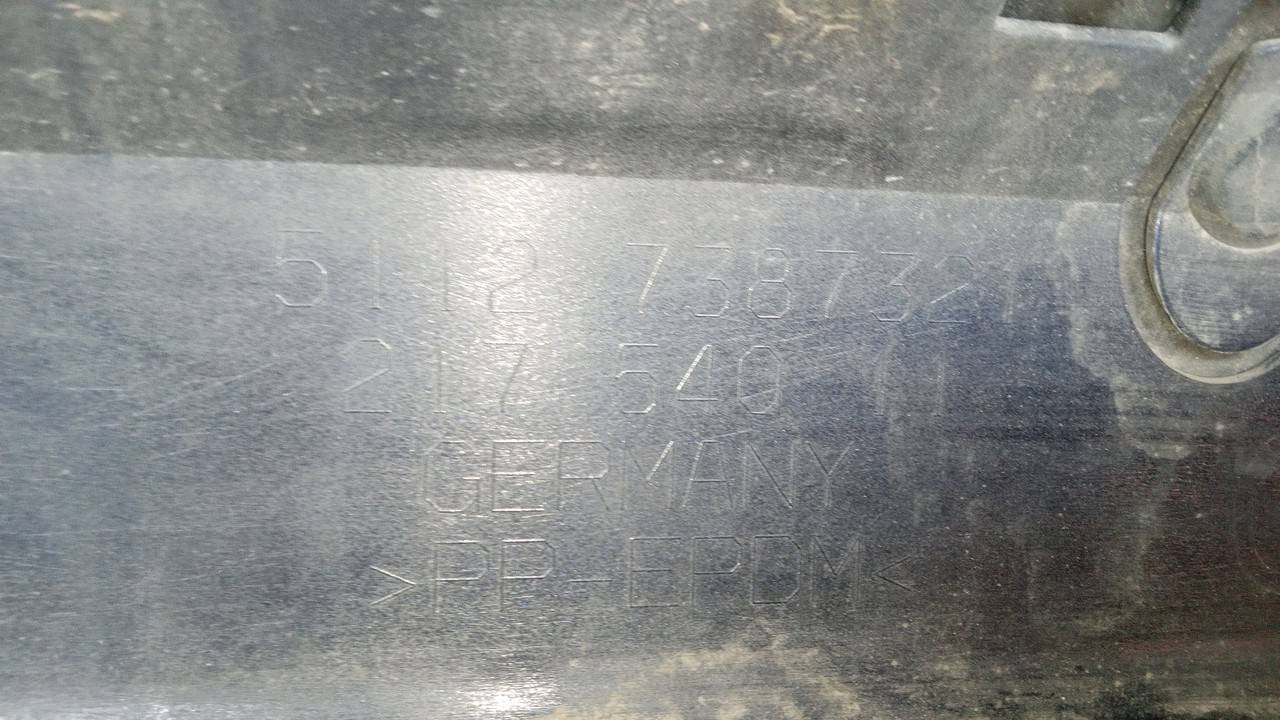 5112 7387321
217 540 11
GERMANY
>PP-EPDM<